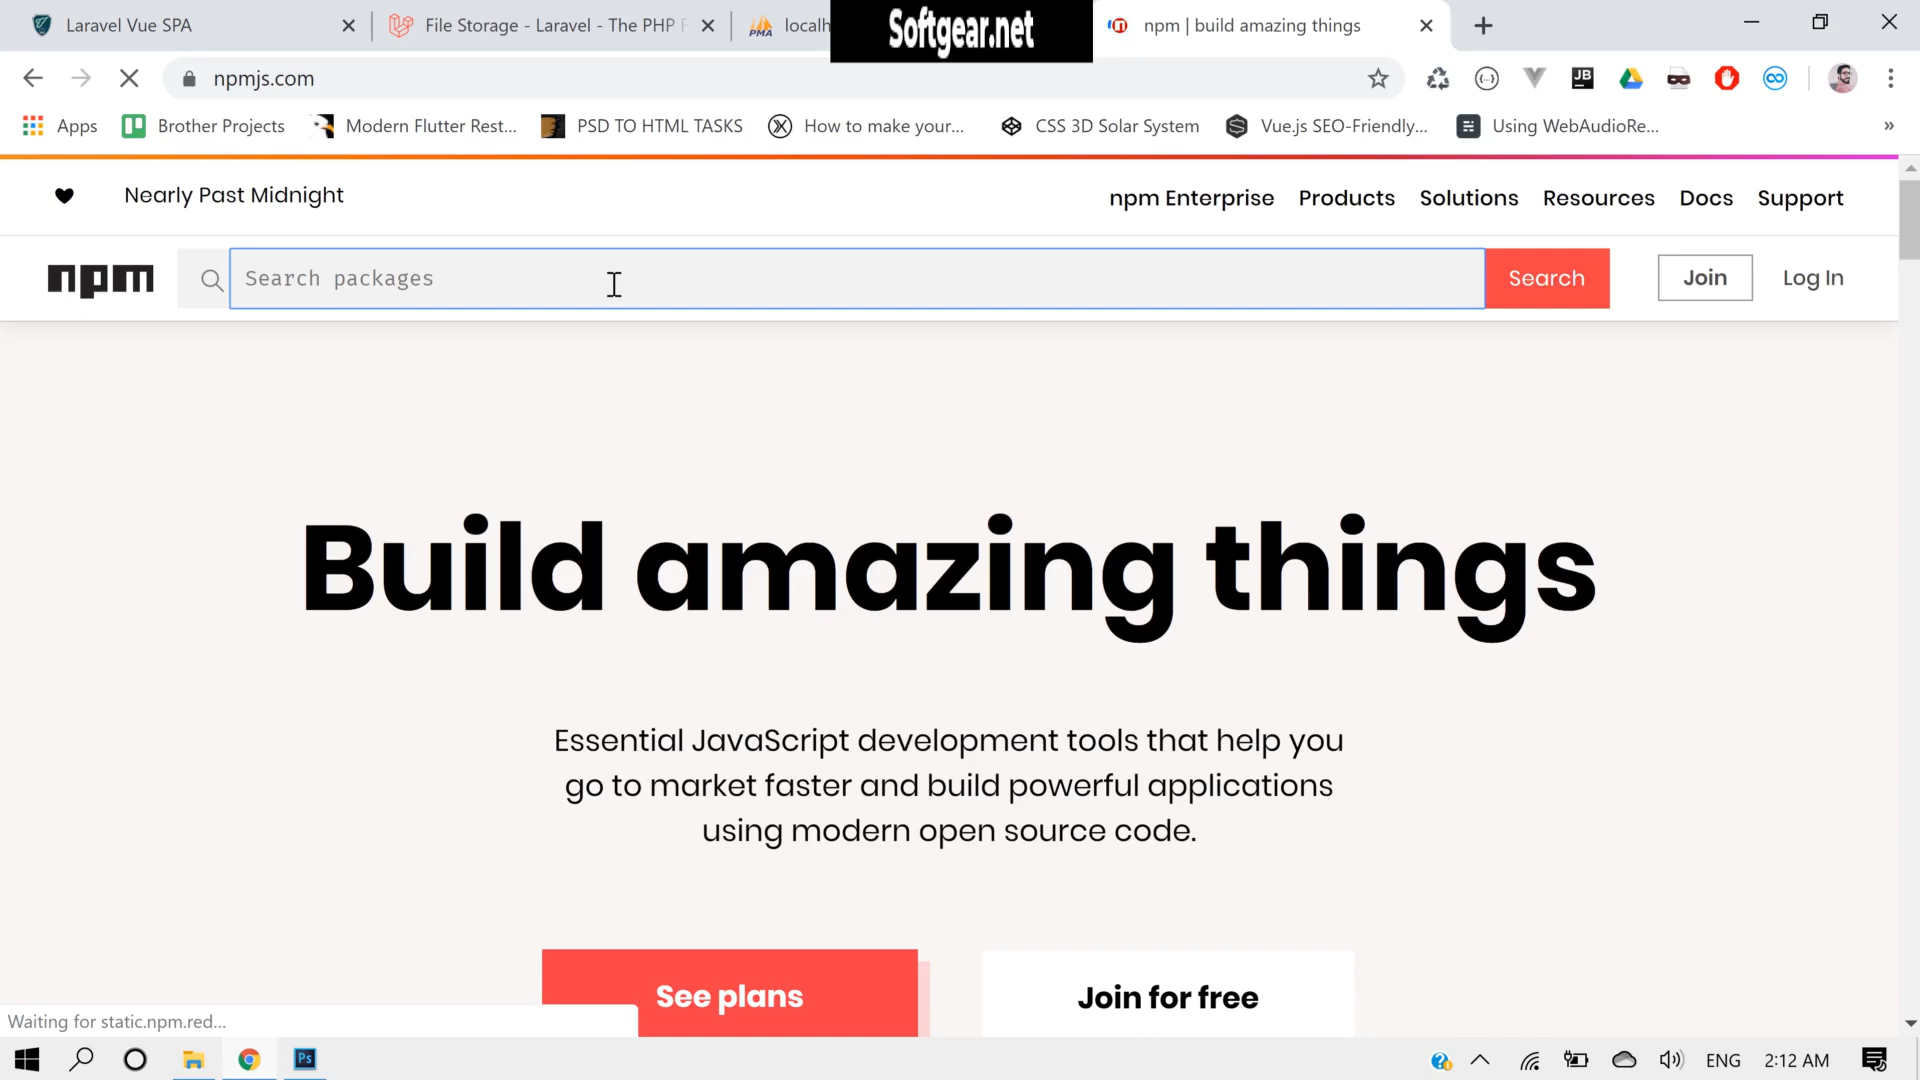 Laravel Vue SPA
File Storage - Laravel - The PHP F
PMA
localh
Softgear.net
npm | build amazing things
npmjs.com
JB
Apps
Brother Projects
Modern Flutter Rest...
PSD TO HTML TASKS
How to make your...
CSS 3D Solar System
Vue.js SEO-Friendly...
Using WebAudioRe...
»
Nearly Past Midnight
npm Enterprise
Products
Solutions
Resources
Docs
Support
npm
Search packages
Search
Join
Log In
Build amazing things
Essential JavaScript development tools that help you
go to market faster and build powerful applications
using modern open source code.
See plans
Join for free
Waiting for static.npm.red...
Ps
ENG
2:12 AM